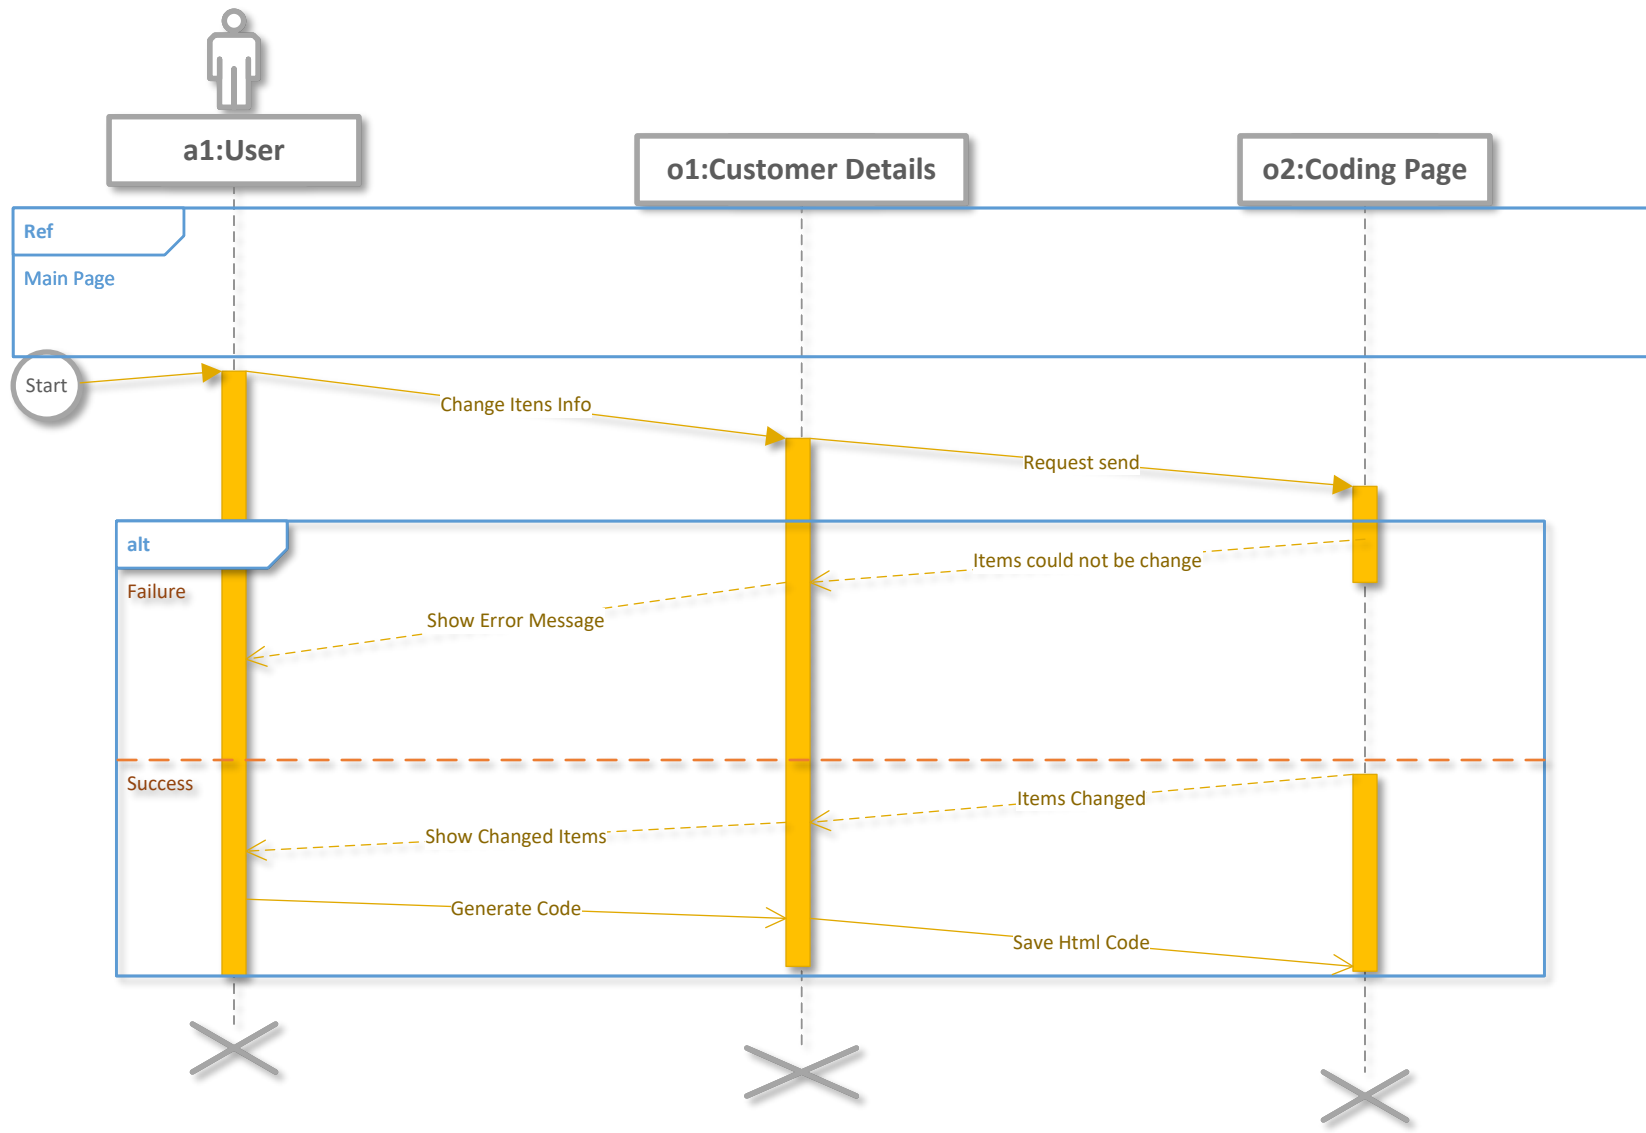 a1:User
o1:Customer Details
o2:Coding Page
Ref
Main Page
Start
Change Itens Info
Request send
alt
Items could not be change
Failure
Show Error Message
Success
Items Changed
Show Changed Items
Generate Code
Save Html Code